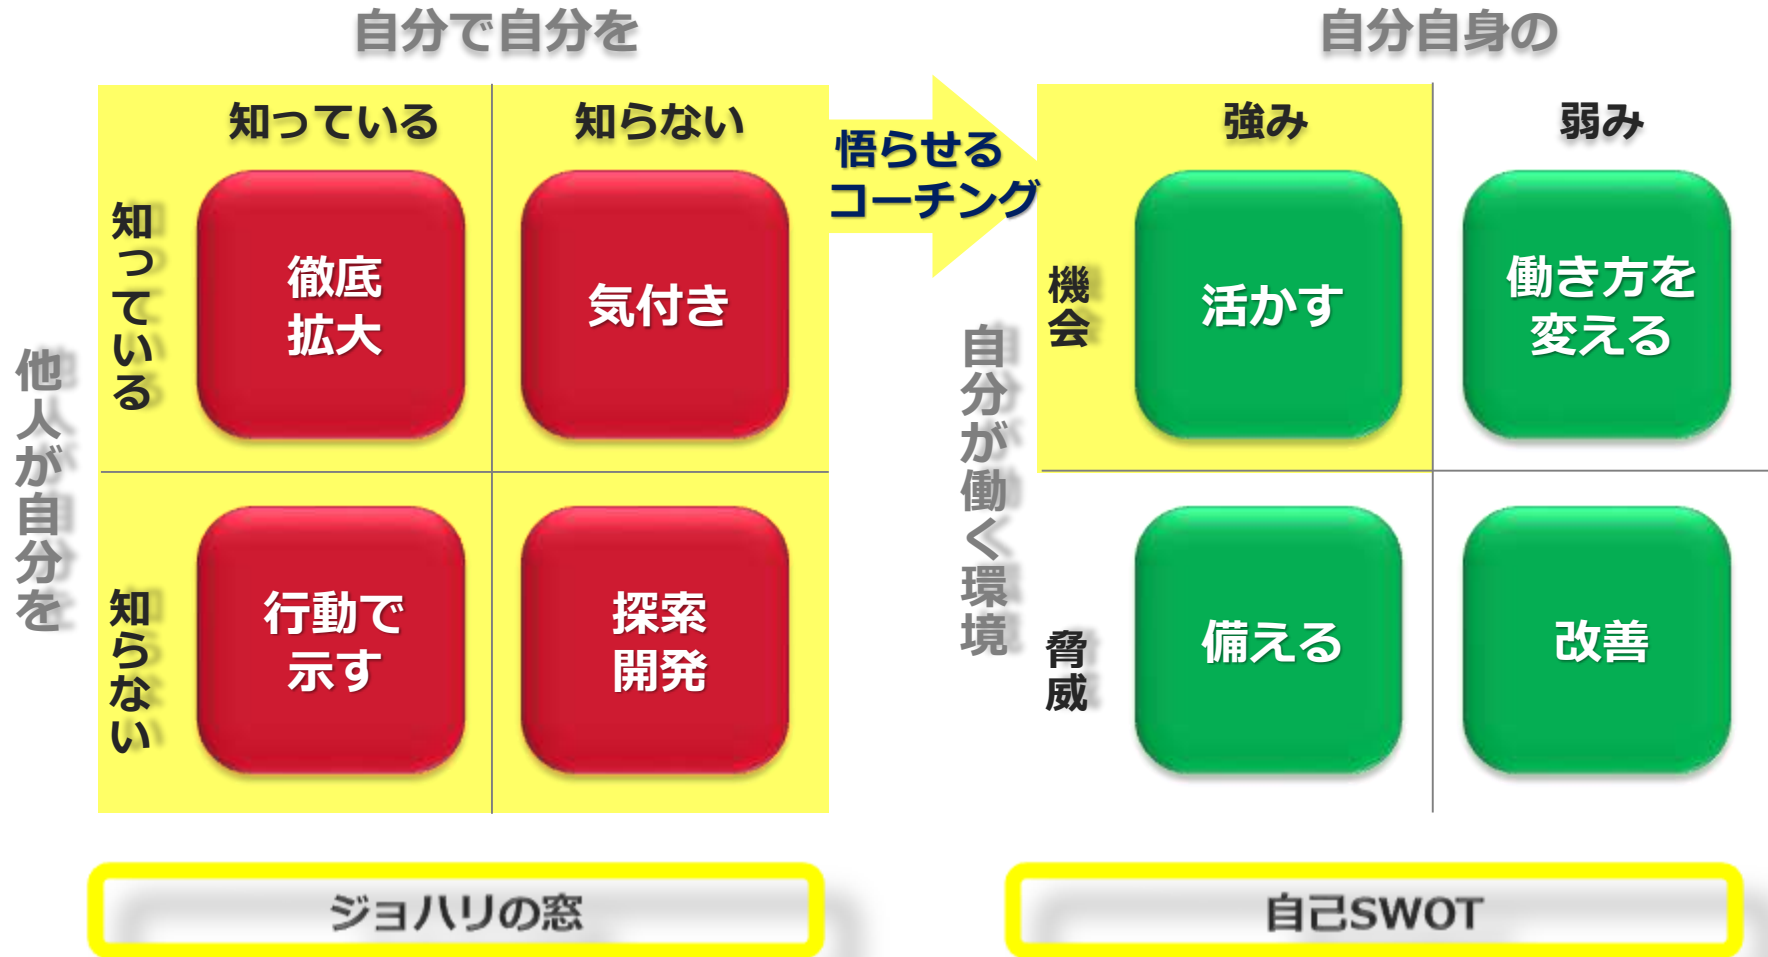 自分で自分を
自分自身の
知っている
知らない
悟らせる
コーチング
強み
弱み
他人が自分を
知っている
徹底
拡大
気付き
自分が働く環境
機会
活かす
働き方を
変える
知らない
行動で
示す
探索
開発
脅威
備える
改善
ジョハリの窓
自己SWOT